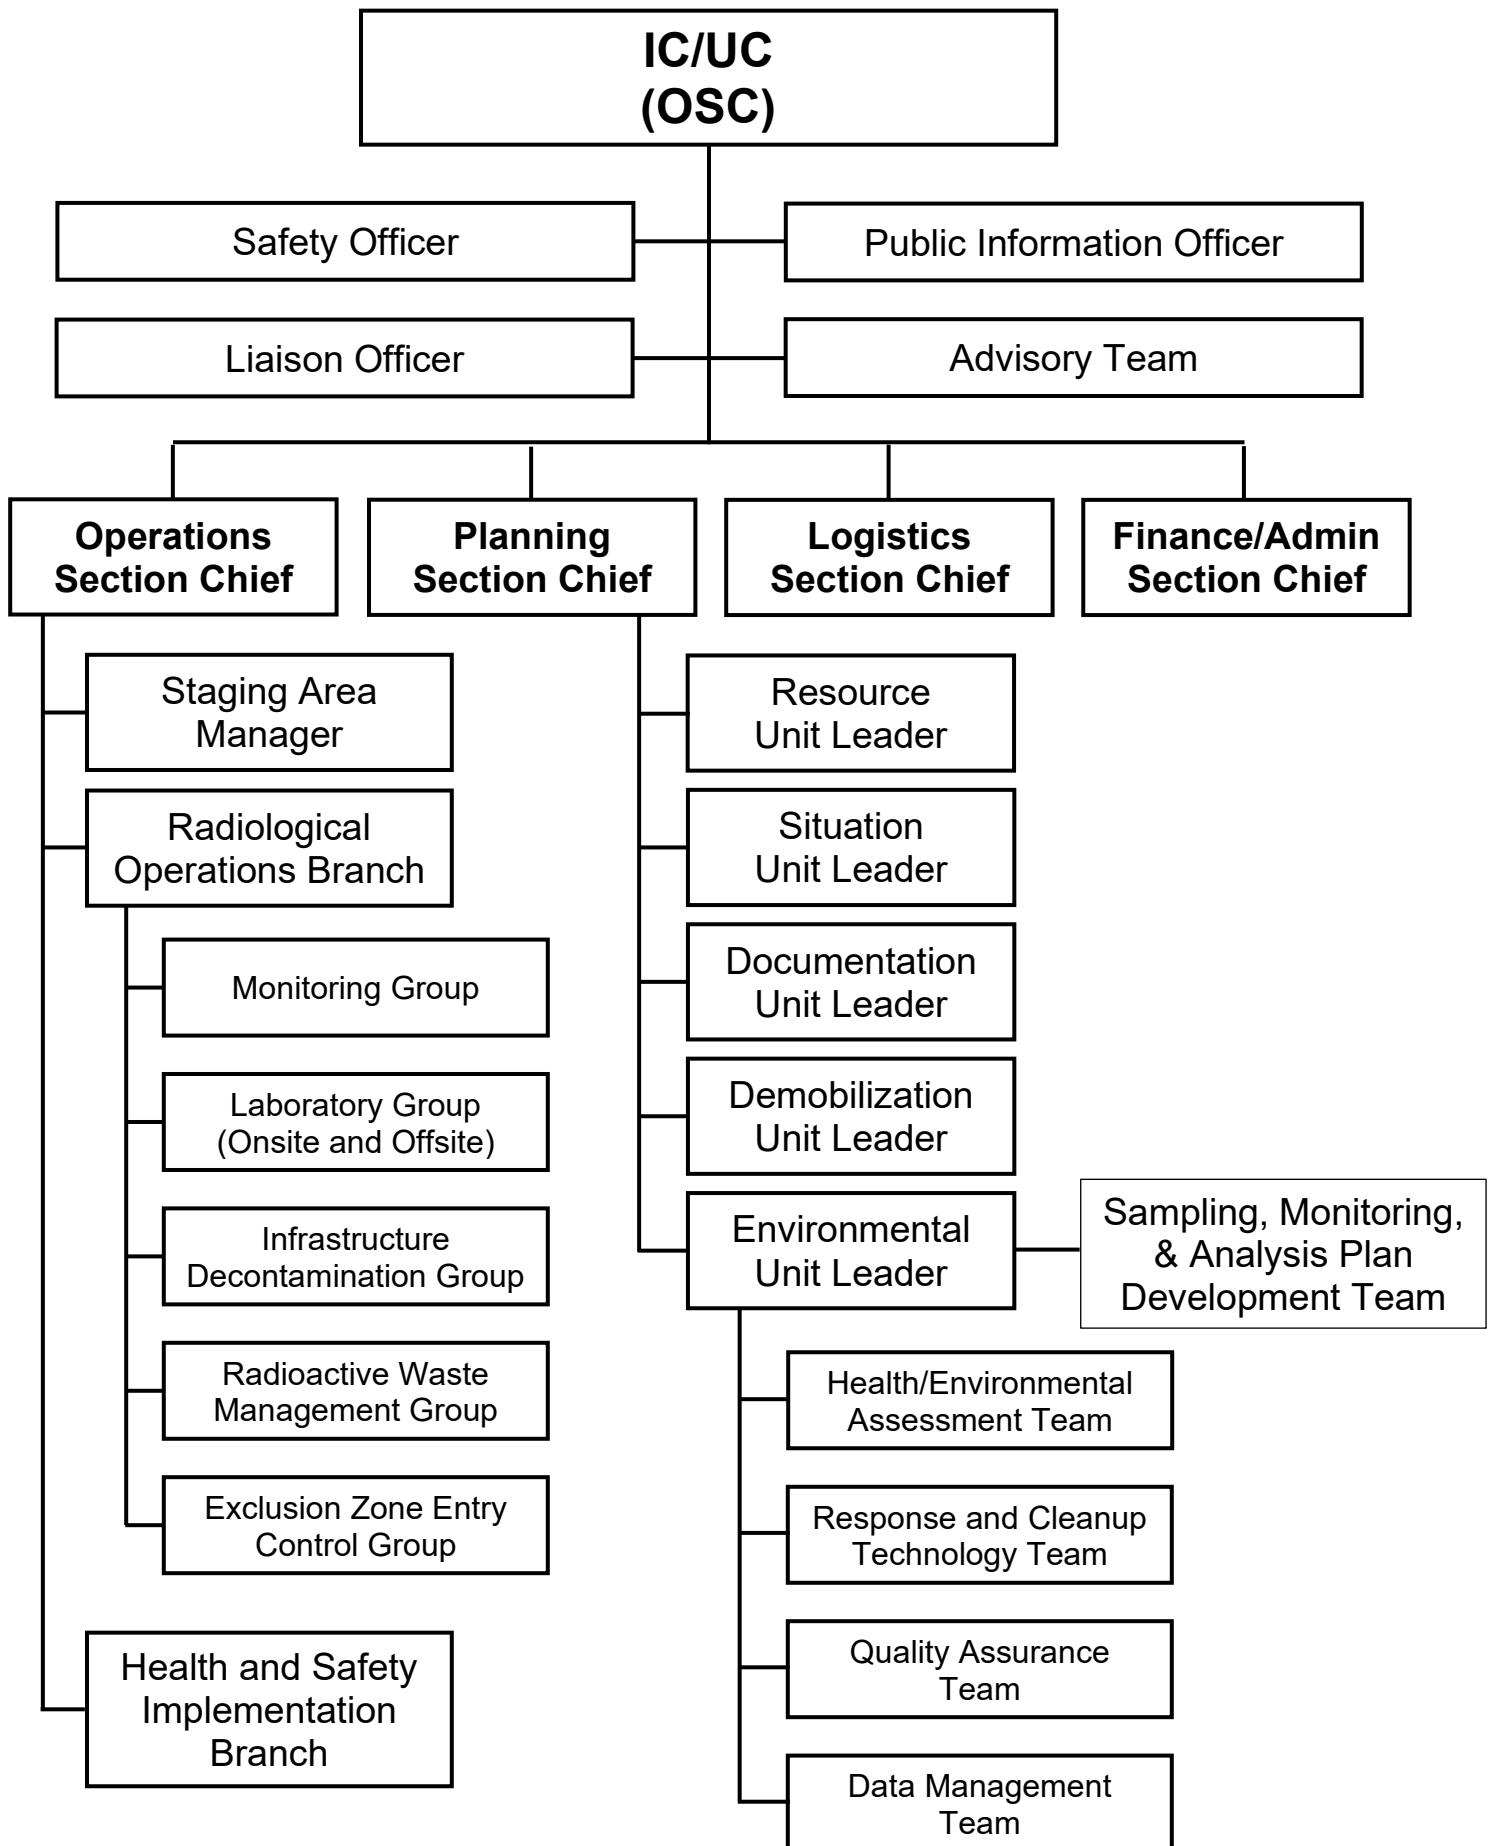 IC/UC
(OSC)
Safety Officer
Public Information Officer
Liaison Officer
Advisory Team
Operations
Section Chief
Planning
Section Chief
Logistics
Section Chief
Finance/Admin
Section Chief
Staging Area
Manager
Radiological
Operations Branch
Monitoring Group
Laboratory Group
(Onsite and Offsite)
Infrastructure
Decontamination Group
Radioactive Waste
Management Group
Exclusion Zone Entry
Control Group
Health and Safety
Implementation
Branch
Resource
Unit Leader
Situation
Unit Leader
Documentation
Unit Leader
Demobilization
Unit Leader
Environmental
Unit Leader
Sampling, Monitoring,
& Analysis Plan
Development Team
Health/Environmental
Assessment Team
Response and Cleanup
Technology Team
Quality Assurance
Team
Data Management
Team